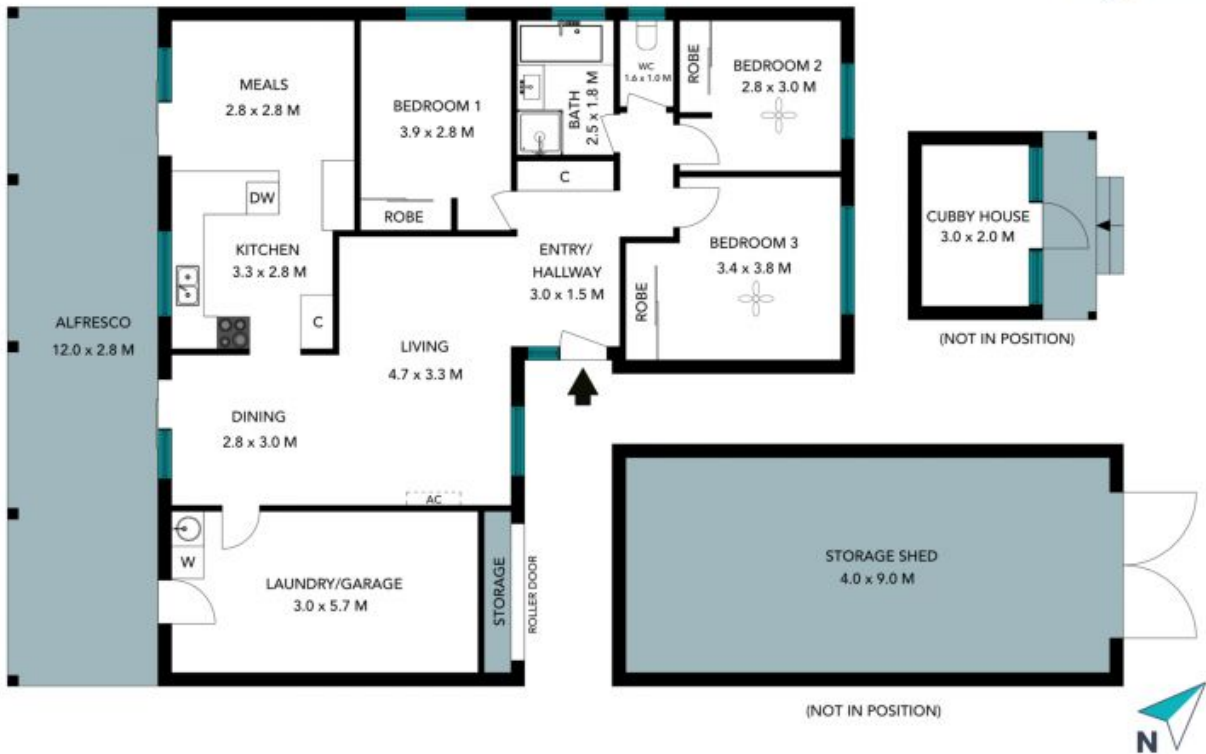 MEALS
2.8 x 2.8 M
BEDROOM 1
3.9 x 2.8 M
ROBE
BATH
2.5 x 1.8 M
WC
1.6 x 1.0 M
ROBE
BEDROOM 2
2.8 x 3.0 M
DW
KITCHEN
3.3 x 2.8 M
C
C
ENTRY/
HALLWAY
3.0 x 1.5 M
BEDROOM 3
3.4 x 3.8 M
ROBE
CUBBY HOUSE
3.0 x 2.0 M
(NOT IN POSITION)
ALFRESCO
12.0 x 2.8 M
LIVING
4.7 x 3.3 M
DINING
2.8 x 3.0 M
AC
W
LAUNDRY/GARAGE
3.0 x 5.7 M
STORAGE
ROLLER DOOR
STORAGE SHED
4.0 x 9.0 M
(NOT IN POSITION)
N